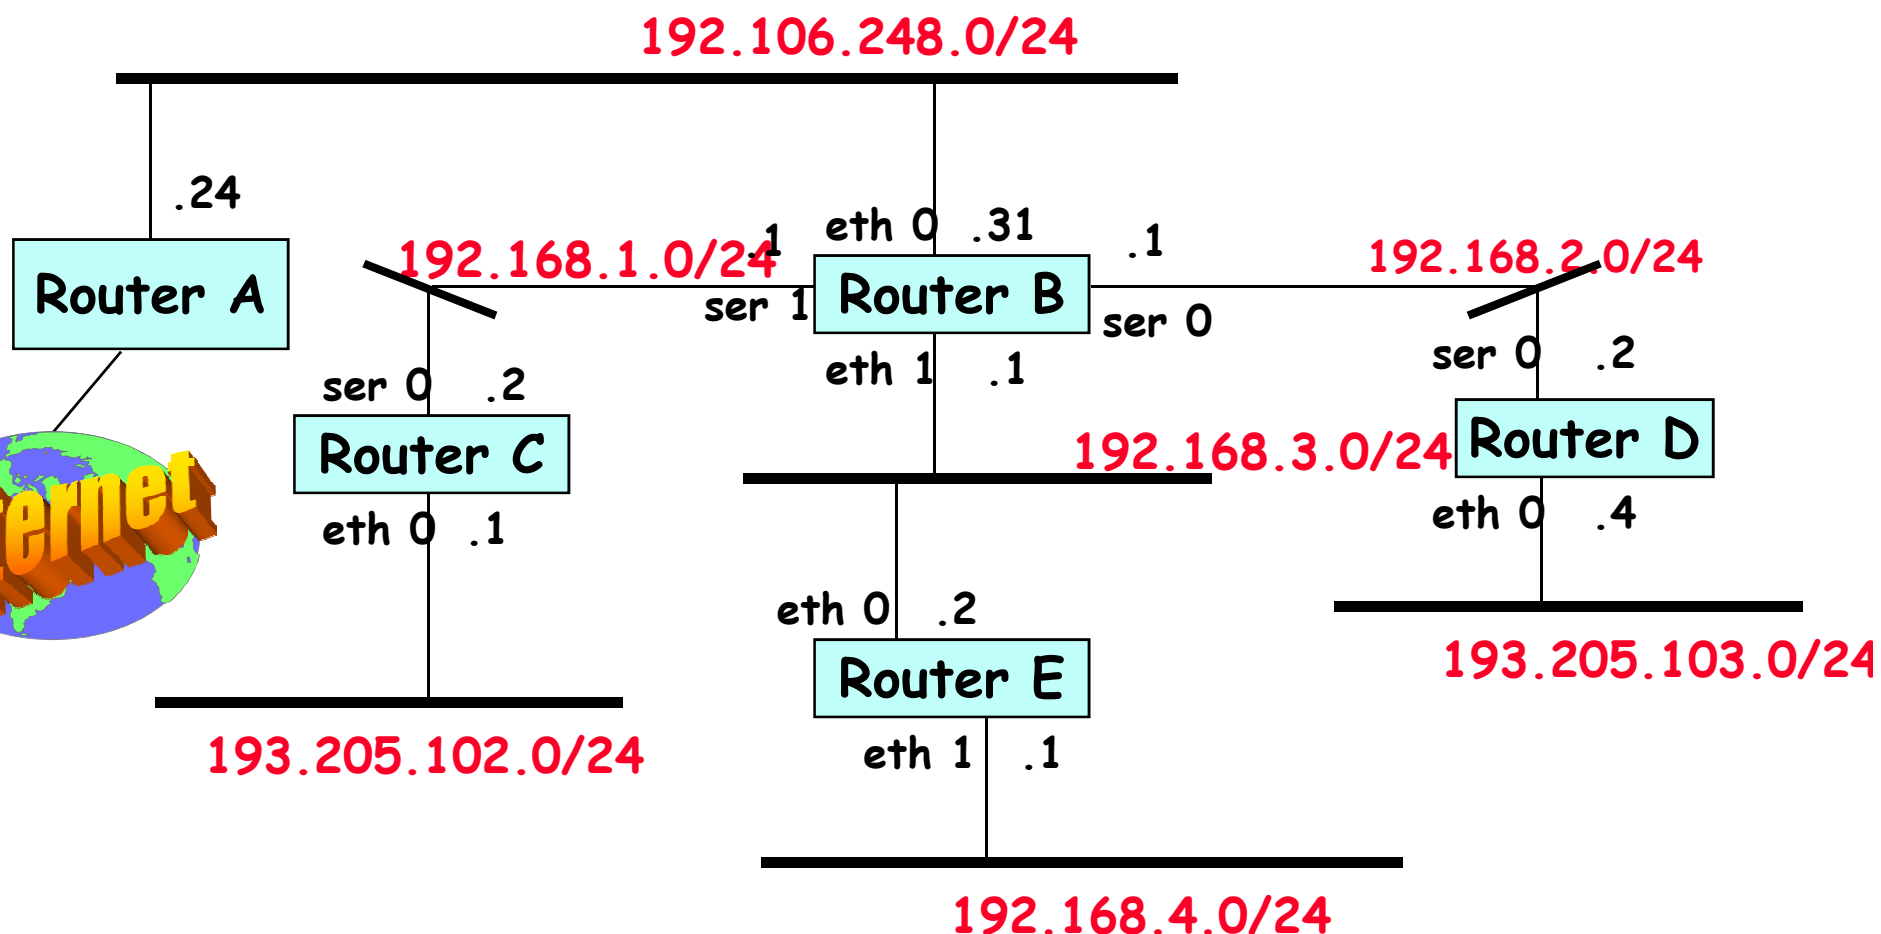 192.106.248.0/24
.24
eth 0 .31
.1
.1
192.168.1.0/24
192.168.2.0/24
Router A
Router B
ser 1
ser 0
ser 0 .2
eth 1 .1
ser 0 .2
Router C
192.168.3.0/24
Router D
ernet
eth 0 .1
eth 0 .4
eth 0 .2
Router E
193.205.103.0/24
193.205.102.0/24
eth 1 .1
192.168.4.0/24